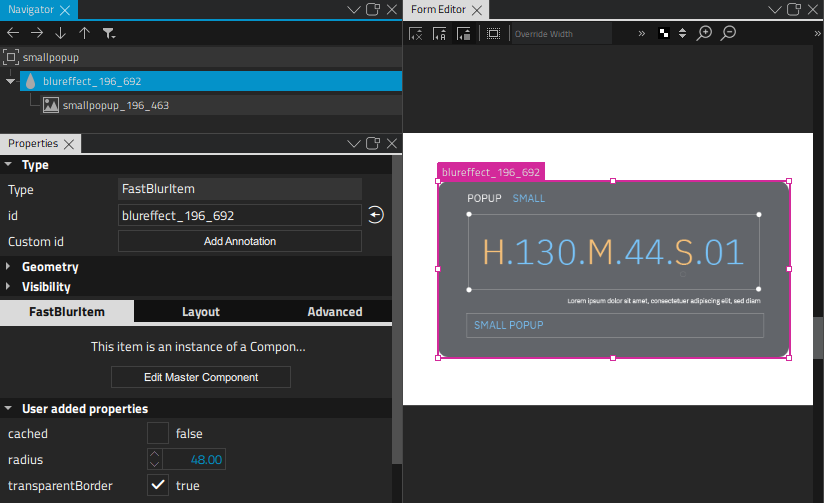 Navigator
smallpopup
blureffect_196_692
smallpopup_196_463
Properties
Type
Type
FastBlurItem
id
blureffect_196_692
Custom id
Add Annotation
Geometry
Visibility
FastBlurItem
Layout
Advanced
This item is an instance of a Compon...
Edit Master Component
User added properties
cached
false
radius
48.00
transparentBorder
true
Form Editor
Override Width
»
»
blureffect_196_692
POPUP SMALL
H.130.M.44.S.01
Lorem ipsum dolor sit amet, consectetuer adipiscing elit, sed diam
SMALL POPUP